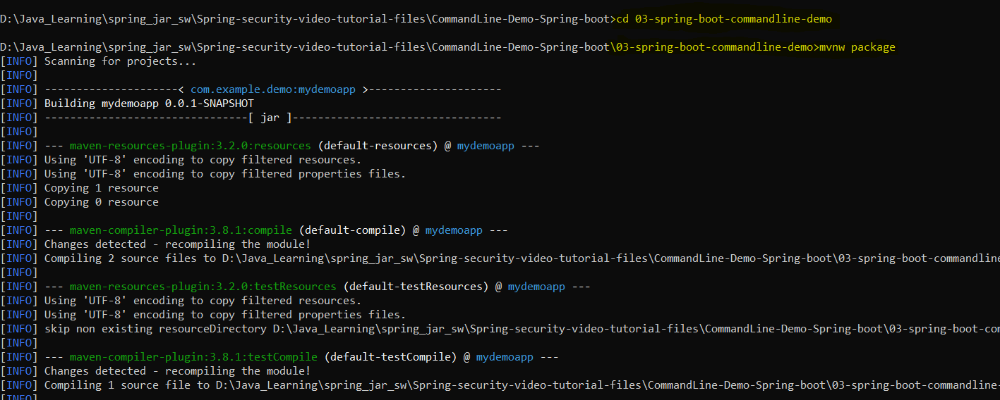 D:\Java_Learning\spring_jar_sw\Spring-security-video-tutorial-files\CommandLine-Demo-Spring-boot>cd 03-spring-boot-commandline-demo
D:\Java_Learning\spring_jar_sw\Spring-security-video-tutorial-files\CommandLine-Demo-Spring-boot\03-spring-boot-commandline-demo>mvnw package
[INFO] Scanning for projects...
[INFO]
[INFO] ---------------------< com.example.demo:mydemoapp >---------------------
[INFO] Building mydemoapp 0.0.1-SNAPSHOT
[INFO] --------------------------------[ jar ]---------------------------------
[INFO]
[INFO] --- maven-resources-plugin:3.2.0:resources (default-resources) @ mydemoapp ---
[INFO] Using 'UTF-8' encoding to copy filtered resources.
[INFO] Using 'UTF-8' encoding to copy filtered properties files.
[INFO] Copying 1 resource
[INFO] Copying 0 resource
[INFO]
[INFO] --- maven-compiler-plugin:3.8.1:compile (default-compile) @ mydemoapp ---
[INFO] Changes detected - recompiling the module!
[INFO] Compiling 2 source files to D:\Java_Learning\spring_jar_sw\Spring-security-video-tutorial-files\CommandLine-Demo-Spring-boot\03-spring-boot-commandline
[INFO]
[INFO] --- maven-resources-plugin:3.2.0:testResources (default-testResources) @ mydemoapp ---
[INFO] Using 'UTF-8' encoding to copy filtered resources.
[INFO] Using 'UTF-8' encoding to copy filtered properties files.
[INFO] skip non existing resourceDirectory D:\Java_Learning\spring_jar_sw\Spring-security-video-tutorial-files\CommandLine-Demo-Spring-boot\03-spring-boot-com
[INFO]
[INFO] --- maven-compiler-plugin:3.8.1:testCompile (default-testCompile) @ mydemoapp ---
[INFO] Changes detected - recompiling the module!
[INFO] Compiling 1 source file to D:\Java_Learning\spring_jar_sw\Spring-security-video-tutorial-files\CommandLine-Demo-Spring-boot\03-spring-boot-commandline-
[INFO]